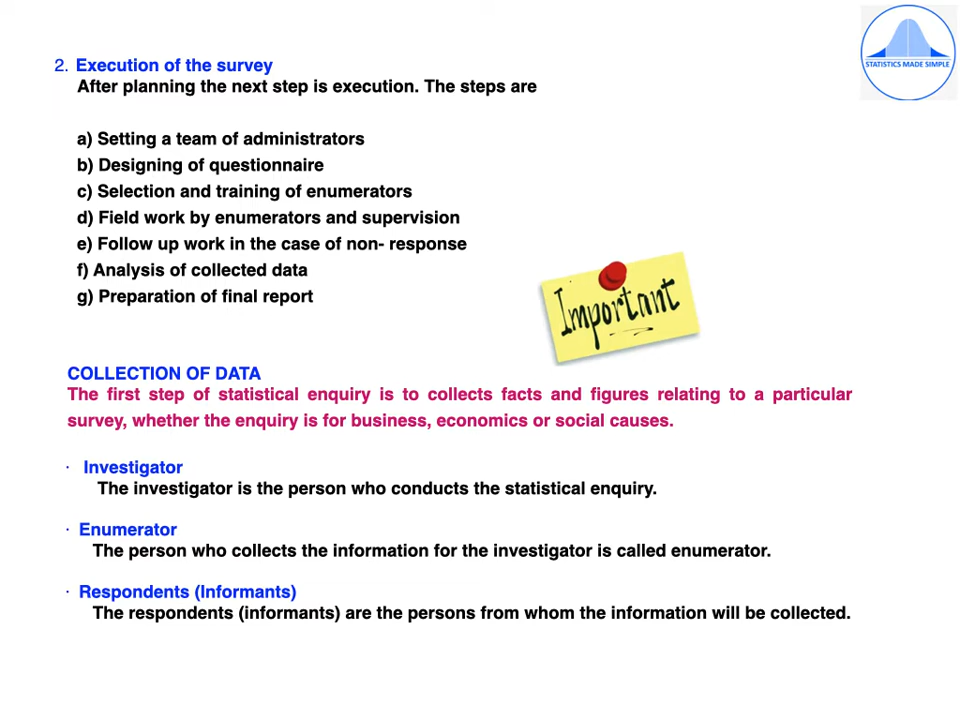 STATISTICS MADE SIMPLE
2. Execution of the survey
After planning the next step is execution. The steps are
a) Setting a team of administrators
b) Designing of questionnaire
c) Selection and training of enumerators
d) Field work by enumerators and supervision
e) Follow up work in the case of non- response
f) Analysis of collected data
g) Preparation of final report
Important
COLLECTION OF DATA
The first step of statistical enquiry is to collects facts and figures relating to a particular
survey, whether the enquiry is for business, economics or social causes.
· Investigator
The investigator is the person who conducts the statistical enquiry.
· Enumerator
The person who collects the information for the investigator is called enumerator.
· Respondents (Informants)
The respondents (informants) are the persons from whom the information will be collected.